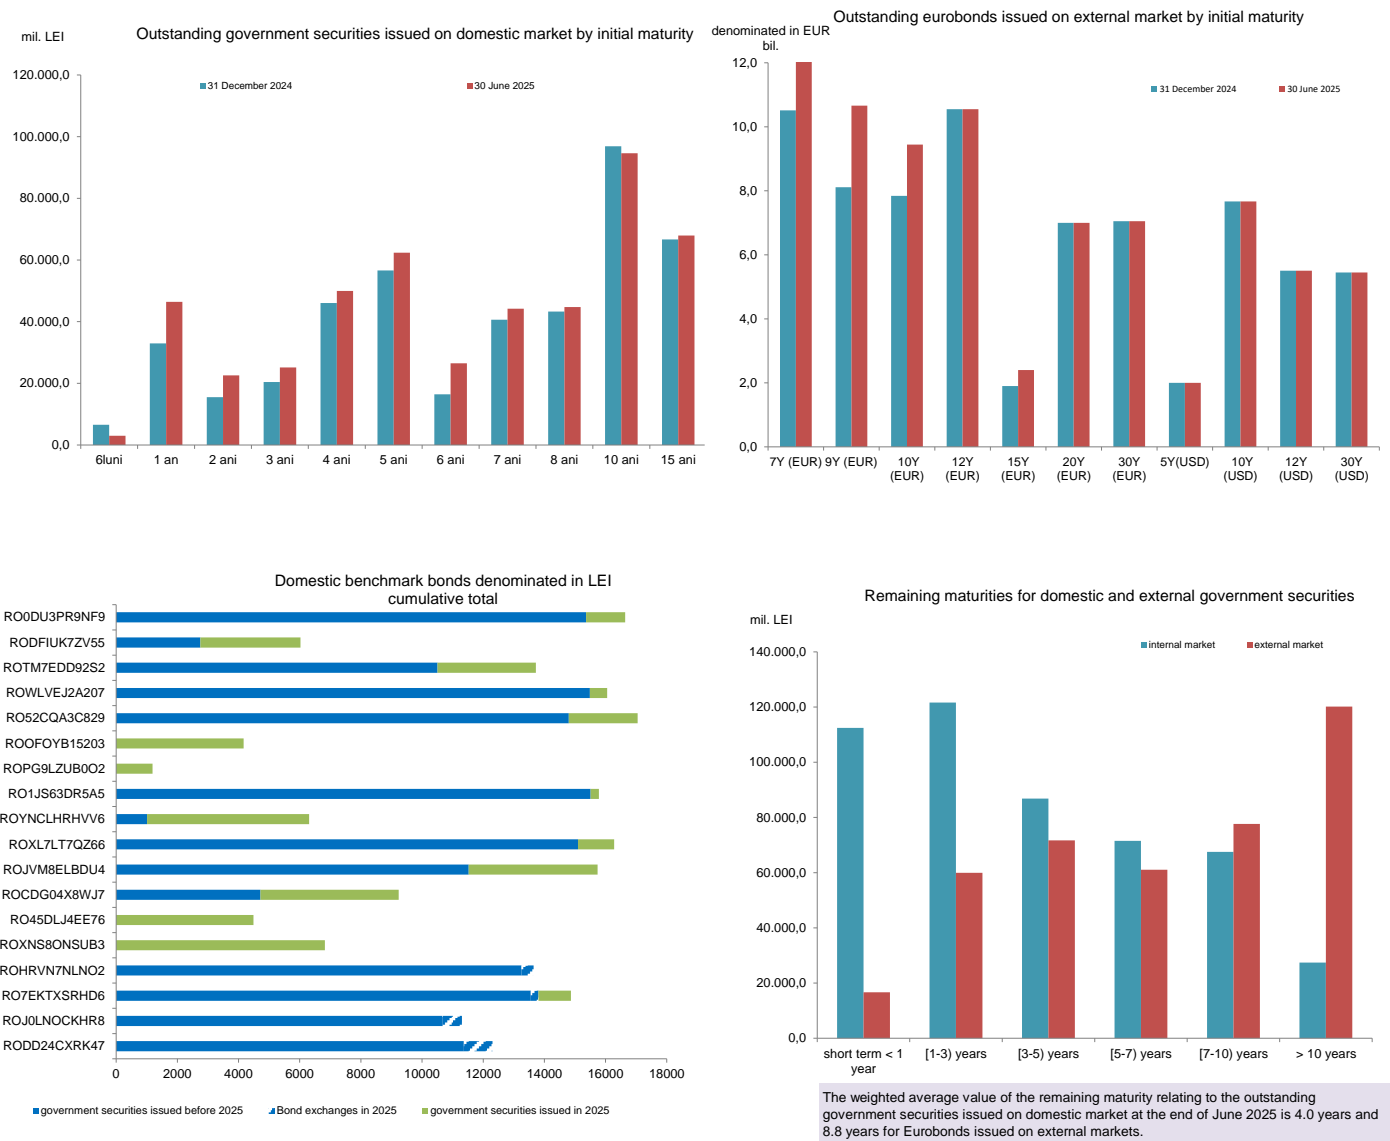 Outstanding government securities issued on domestic market by initial maturity
mil. LEI
31 December 2024
30 June 2025
120.000,0
100.000,0
80.000,0
60.000,0
40.000,0
20.000,0
0,0
6luni
1 an
2 ani
3 ani
4 ani
5 ani
6 ani
7 ani
8 ani
10 ani
15 ani
Outstanding eurobonds issued on external market by initial maturity
denominated in EUR
bil.
31 December 2024
30 June 2025
12,0
10,0
8,0
6,0
4,0
2,0
0,0
7Y (EUR)
9Y (EUR)
10Y
(EUR)
12Y
(EUR)
15Y
(EUR)
20Y
(EUR)
30Y
(EUR)
5Y(USD)
10Y
(USD)
12Y
(USD)
30Y
(USD)
Domestic benchmark bonds denominated in LEI
cumulative total
RO0DU3PR9NF9
RODFIUK7ZV55
ROTM7EDD92S2
ROWLVEJ2A207
RO52CQA3C829
ROOFOYB15203
ROPG9LZUB0O2
RO1JS63DR5A5
ROYNCLHRHVV6
ROXL7LT7QZ66
ROJVM8ELBDU4
ROCDG04X8WJ7
RO45DLJ4EE76
ROXNS8ONSUB3
ROHRVN7NLNO2
RO7EKTXSRHD6
ROJ0LNOCKHR8
RODD24CXRK47
0
2000
4000
6000
8000
10000
12000
14000
16000
18000
government securities issued before 2025
Bond exchanges in 2025
government securities issued in 2025
Remaining maturities for domestic and external government securities
mil. LEI
internal market
external market
140.000,0
120.000,0
100.000,0
80.000,0
60.000,0
40.000,0
20.000,0
0,0
short term < 1
year
[1-3) years
[3-5) years
[5-7) years
[7-10) years
> 10 years
The weighted average value of the remaining maturity relating to the outstanding
government securities issued on domestic market at the end of June 2025 is 4.0 years and
8.8 years for Eurobonds issued on external markets.